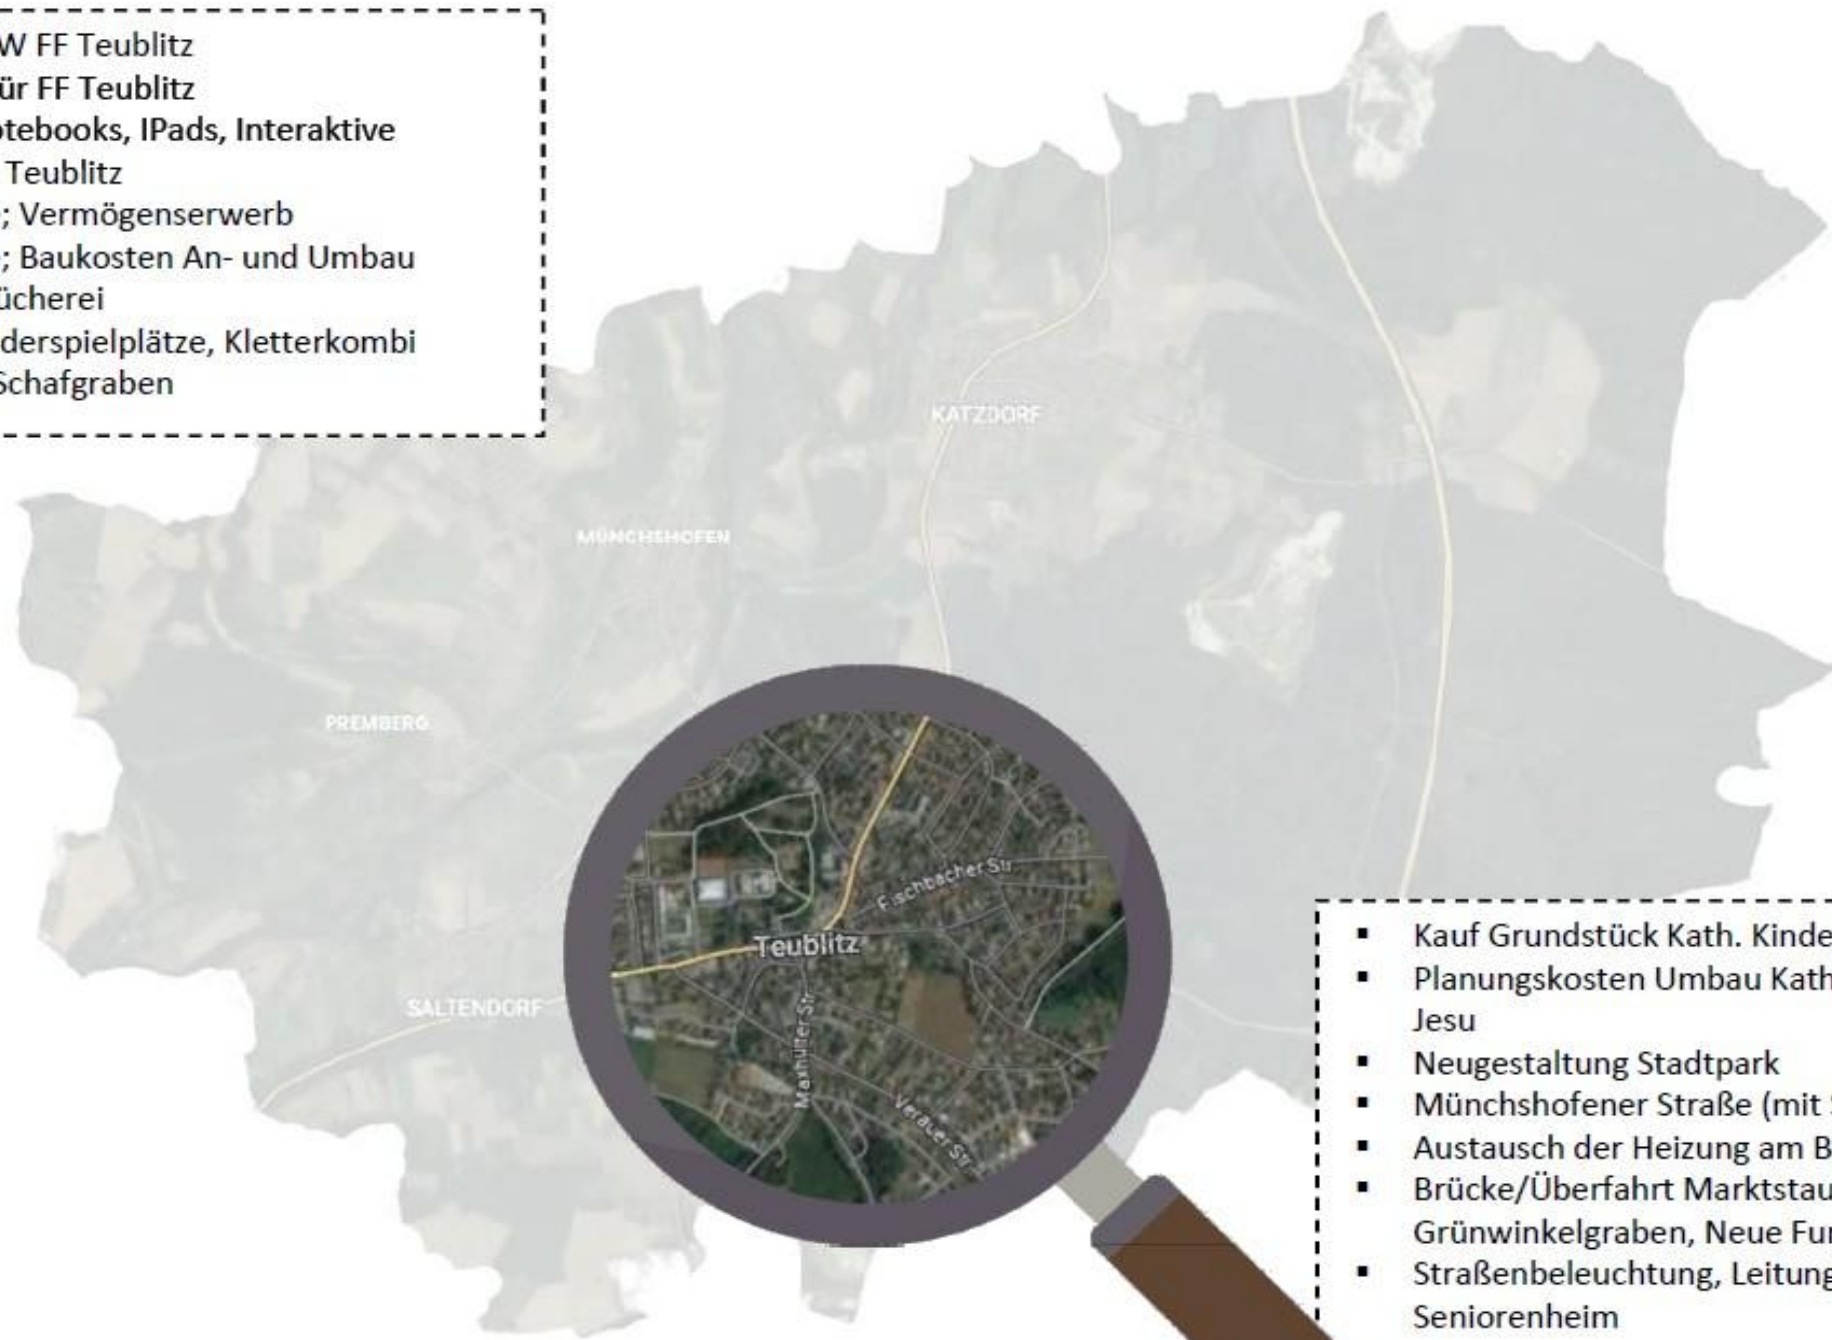 W FF Teublitz
ür FF Teublitz
otebooks, IPads, Interaktive
Teublitz
; Vermögenserwerb
; Baukosten An- und Umbau
ücherei
derspielplätze, Kletterkombi
Schafgraben
KATZDORF
MÜNCHSHOFEN
PREMBERG
SALTENDORF
Fischbacher Str
Teublitz
Maxhütter Str
Verauer Str.
▪ Kauf Grundstück Kath. Kinde
▪ Planungskosten Umbau Kath
Jesu
▪ Neugestaltung Stadtpark
▪ Münchshofener Straße (mit S
▪ Austausch der Heizung am B
▪ Brücke/Überfahrt Marktstau
Grünwinkelgraben, Neue Fur
▪ Straßenbeleuchtung, Leitung
Seniorenheim